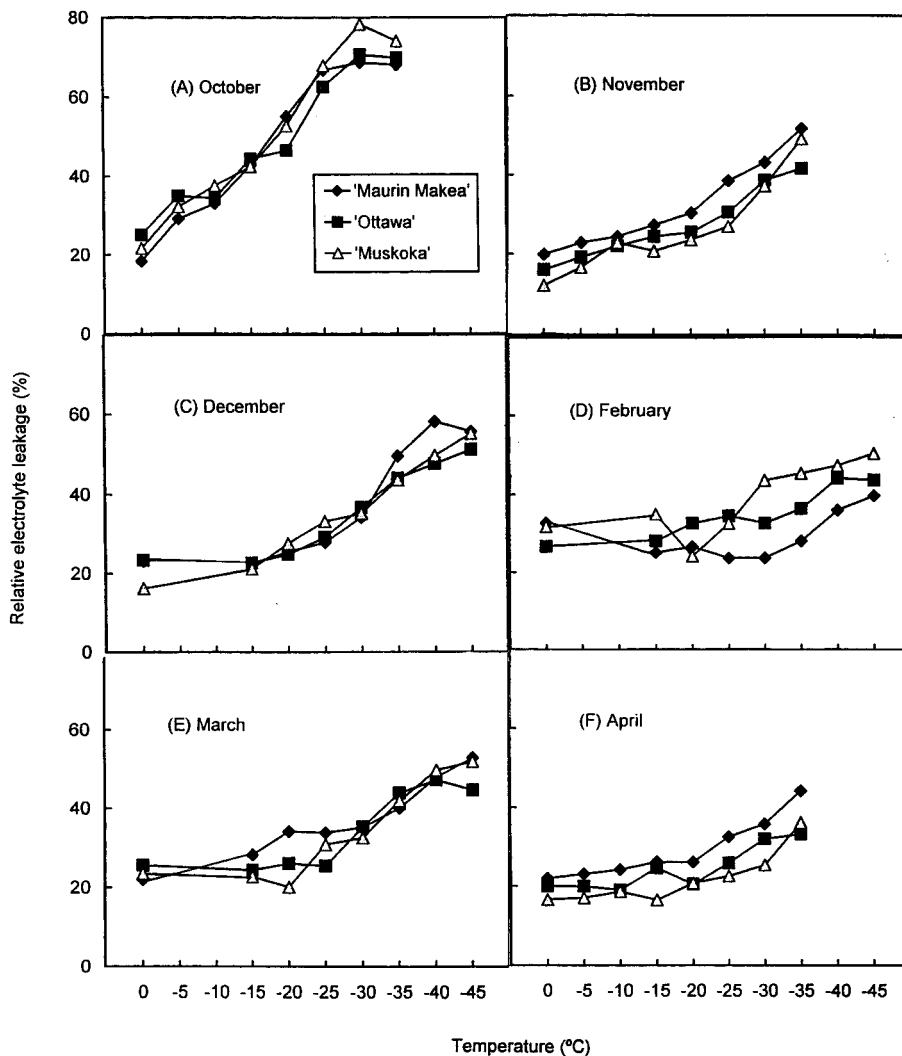 80
60
40
20
0
(A) October
'Maurin Makea'
'Ottawa'
'Muskoka'
(B) November
Relative electrolyte leakage (%)
60
40
20
0
(C) December
(D) February
60
40
20
0
(E) March
(F) April
0 -5 -10 -15 -20 -25 -30 -35 -40 -45
0 -5 -10 -15 -20 -25 -30 -35 -40 -45
Temperature (ºC)